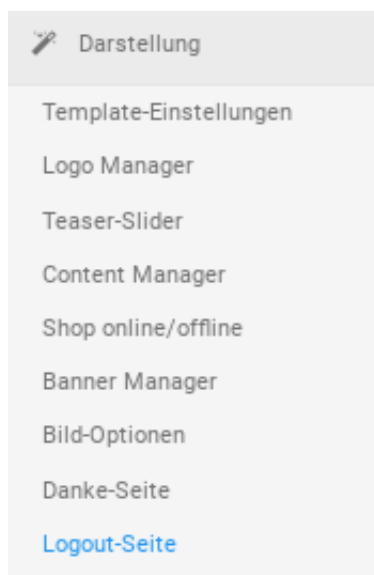 Darstellung
Template-Einstellungen
Logo Manager
Teaser-Slider
Content Manager
Shop online/offline
Banner Manager
Bild-Optionen
Danke-Seite
Logout-Seite